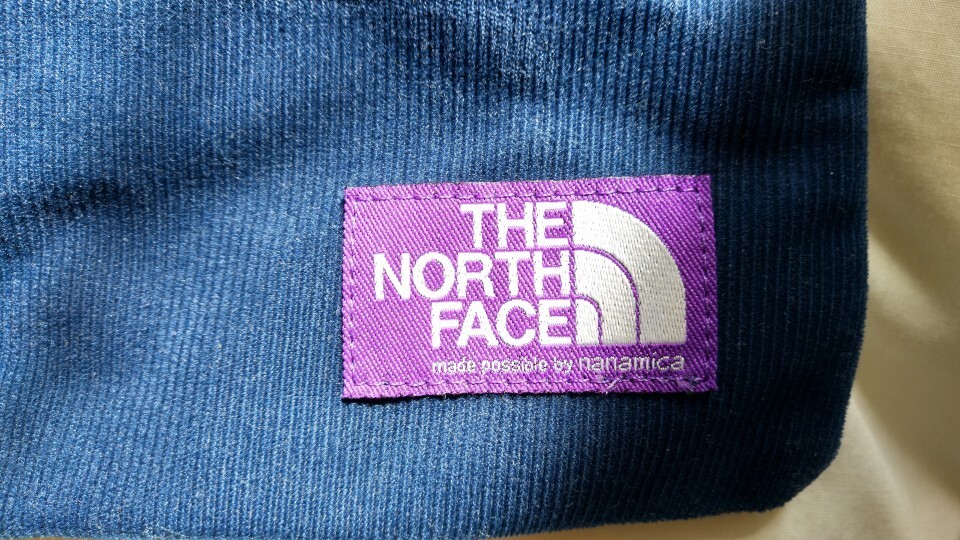 THE
NORTH
FACE
made possible by nanamica